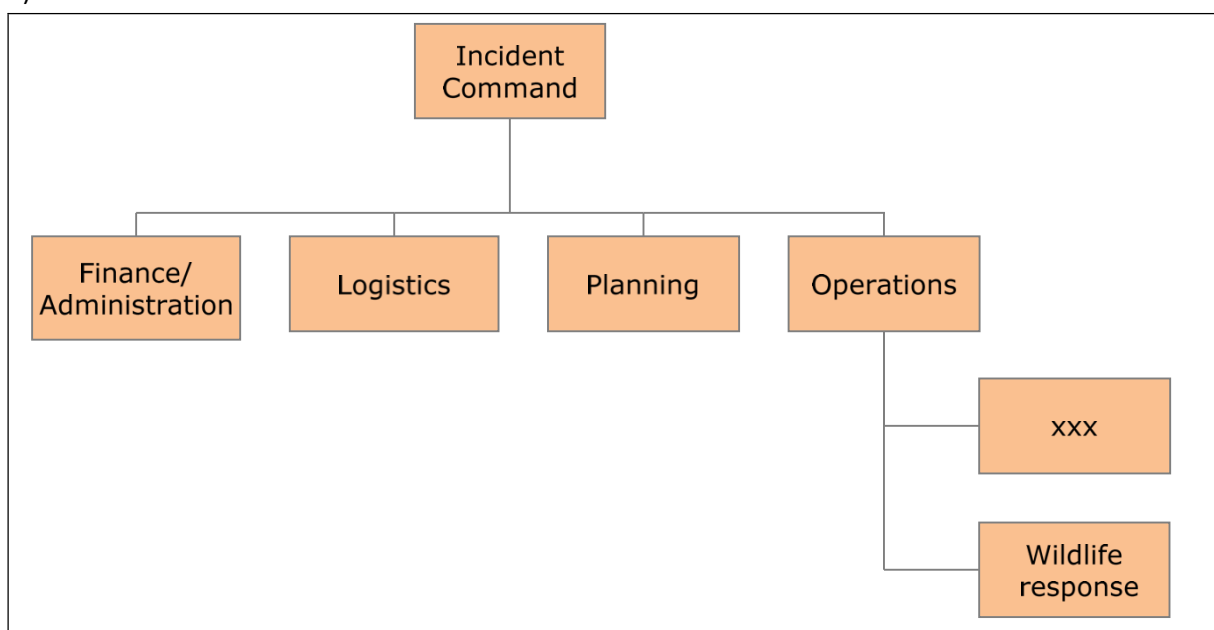 Incident
Command
Finance/
Administration
Logistics
Planning
Operations
xxx
Wildlife
response